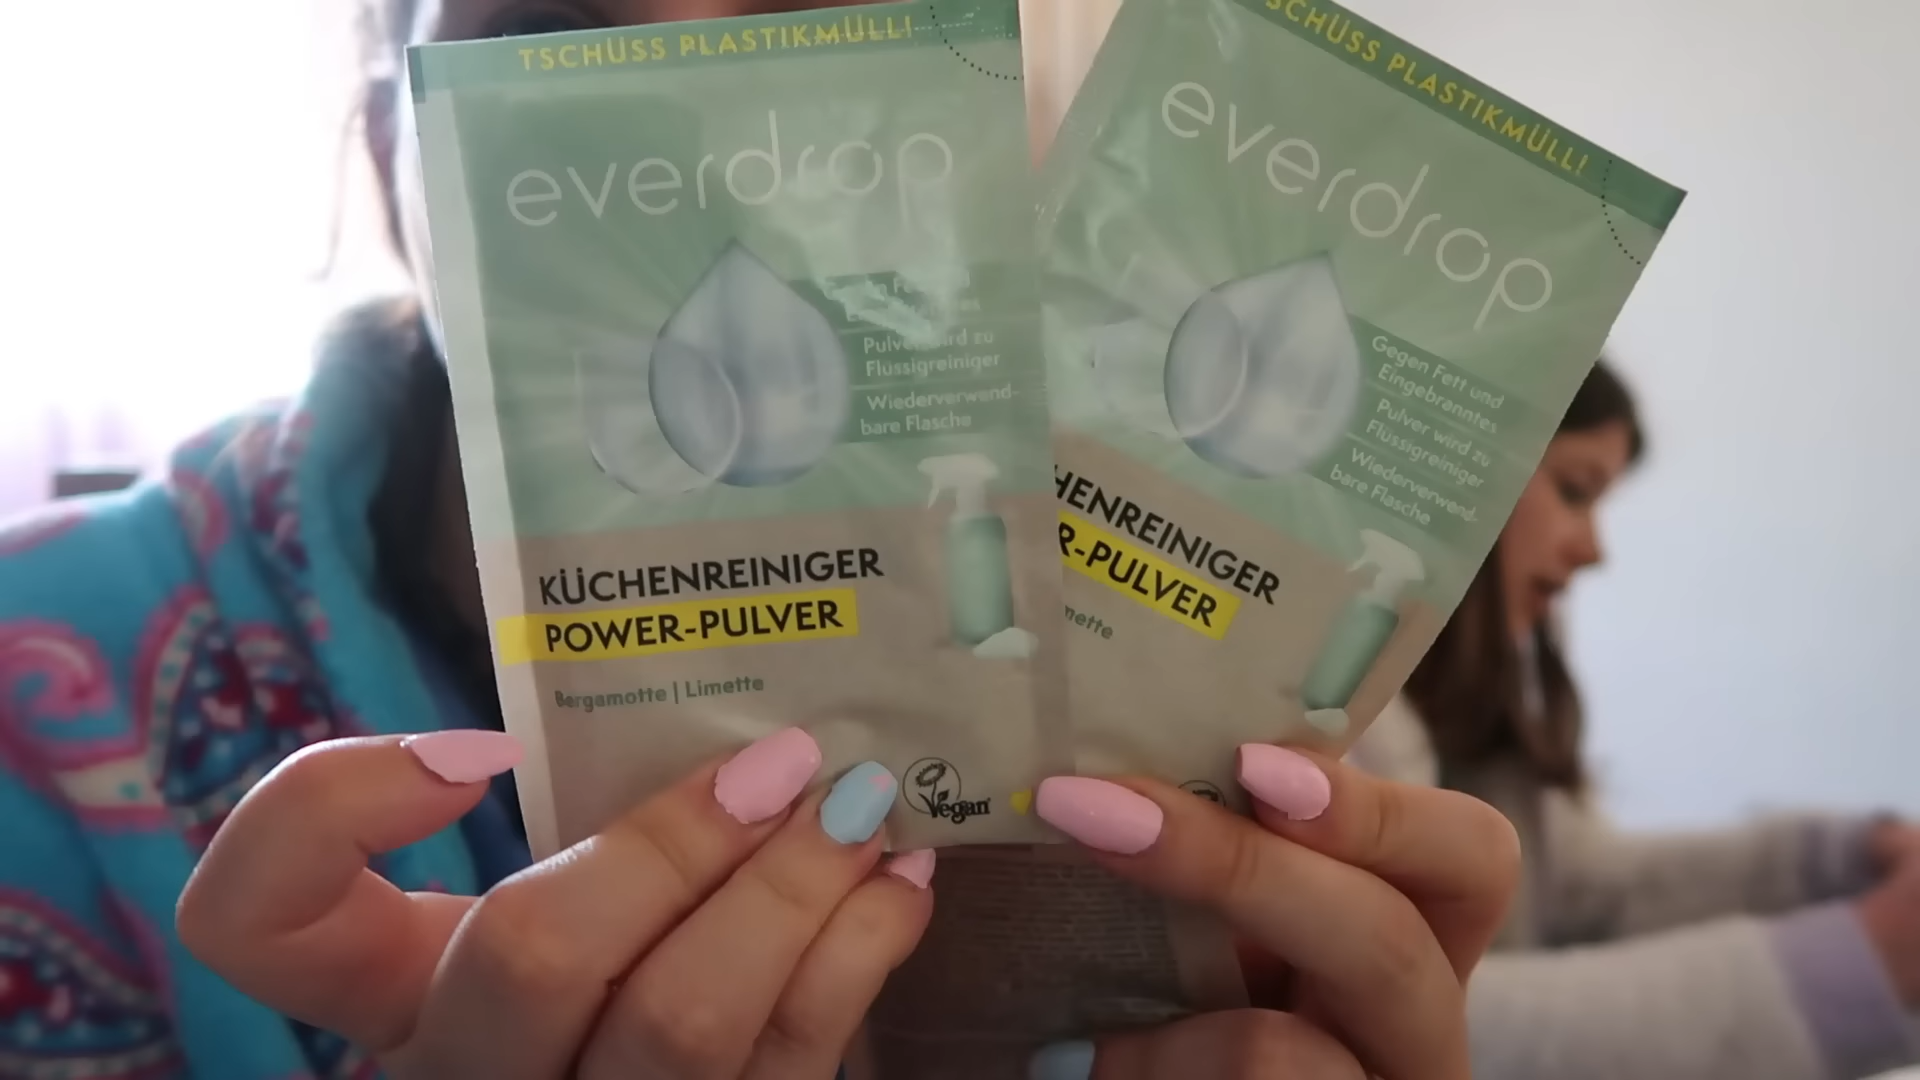 TSCHÜSS PLASTIKMÜLL!
everdrop
Pulver wird zu
Flüssigreiniger
Wiederverwend-
bare Flasche
KÜCHENREINIGER
POWER-PULVER
Bergamotte | Limette
Vegan
SCHÜSS PLASTIKMÜLL!
everdrop
Gegen Fett und
Eingebranntes
Pulver wird zu
Flüssigreiniger
Wiederverwend-
bare Flasche
HENREINIGER
R-PULVER
mette